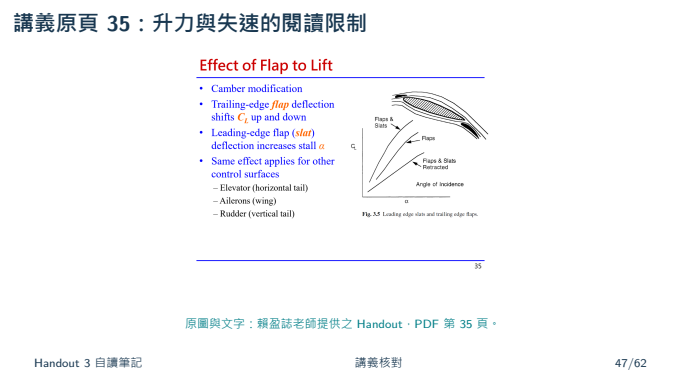 講義原頁 35：升力與失速的閱讀限制
Effect of Flap to Lift
• Camber modification
• Trailing-edge flap deflection
shifts CL up and down
• Leading-edge flap (slat)
deflection increases stall α
• Same effect applies for other
control surfaces
– Elevator (horizontal tail)
– Ailerons (wing)
– Rudder (vertical tail)
Flaps &
Slats
Flaps
CL
Flaps & Slats
Retracted
Angle of Incidence
α
Fig. 3.5 Leading edge slats and trailing edge flaps.
35
原圖與文字：賴盈誌老師提供之 Handout，PDF 第 35 頁。
Handout 3 自讀筆記
講義核對
47/62